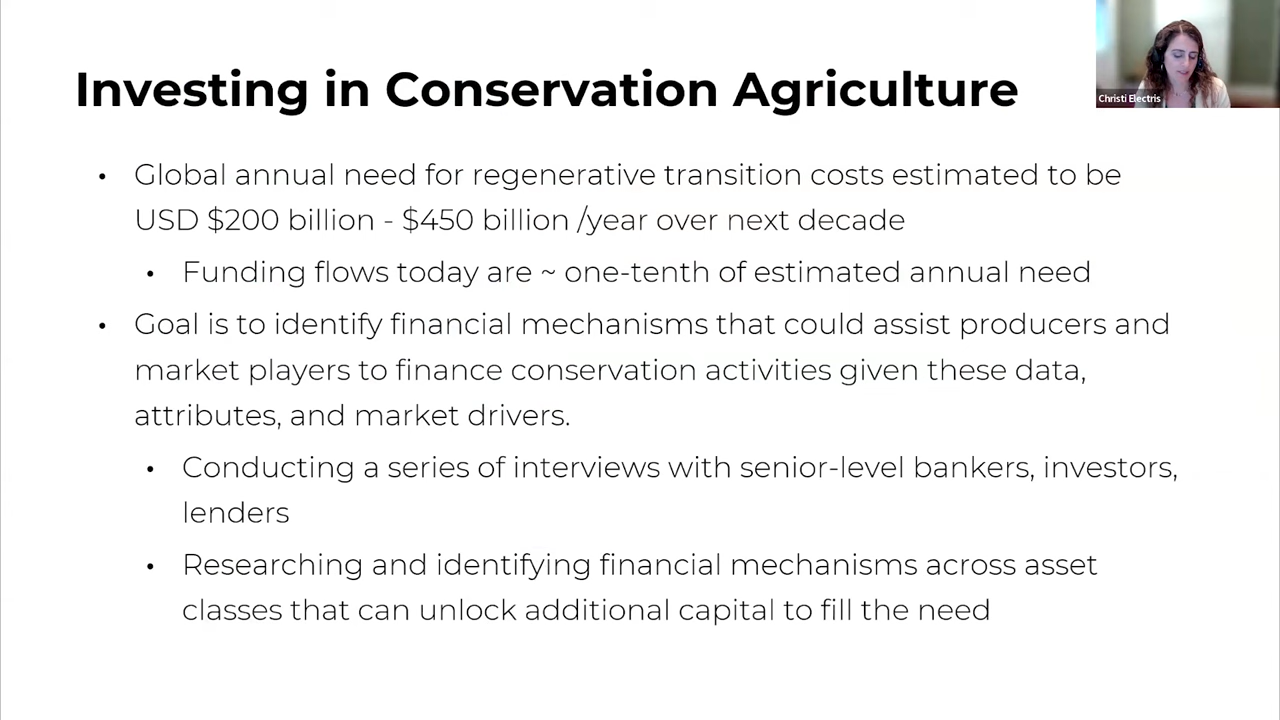 Investing in Conservation Agriculture
Christi Electris
• Global annual need for regenerative transition costs estimated to be
USD $200 billion - $450 billion /year over next decade
• Funding flows today are ~ one-tenth of estimated annual need
• Goal is to identify financial mechanisms that could assist producers and
market players to finance conservation activities given these data,
attributes, and market drivers.
• Conducting a series of interviews with senior-level bankers, investors,
lenders
• Researching and identifying financial mechanisms across asset
classes that can unlock additional capital to fill the need